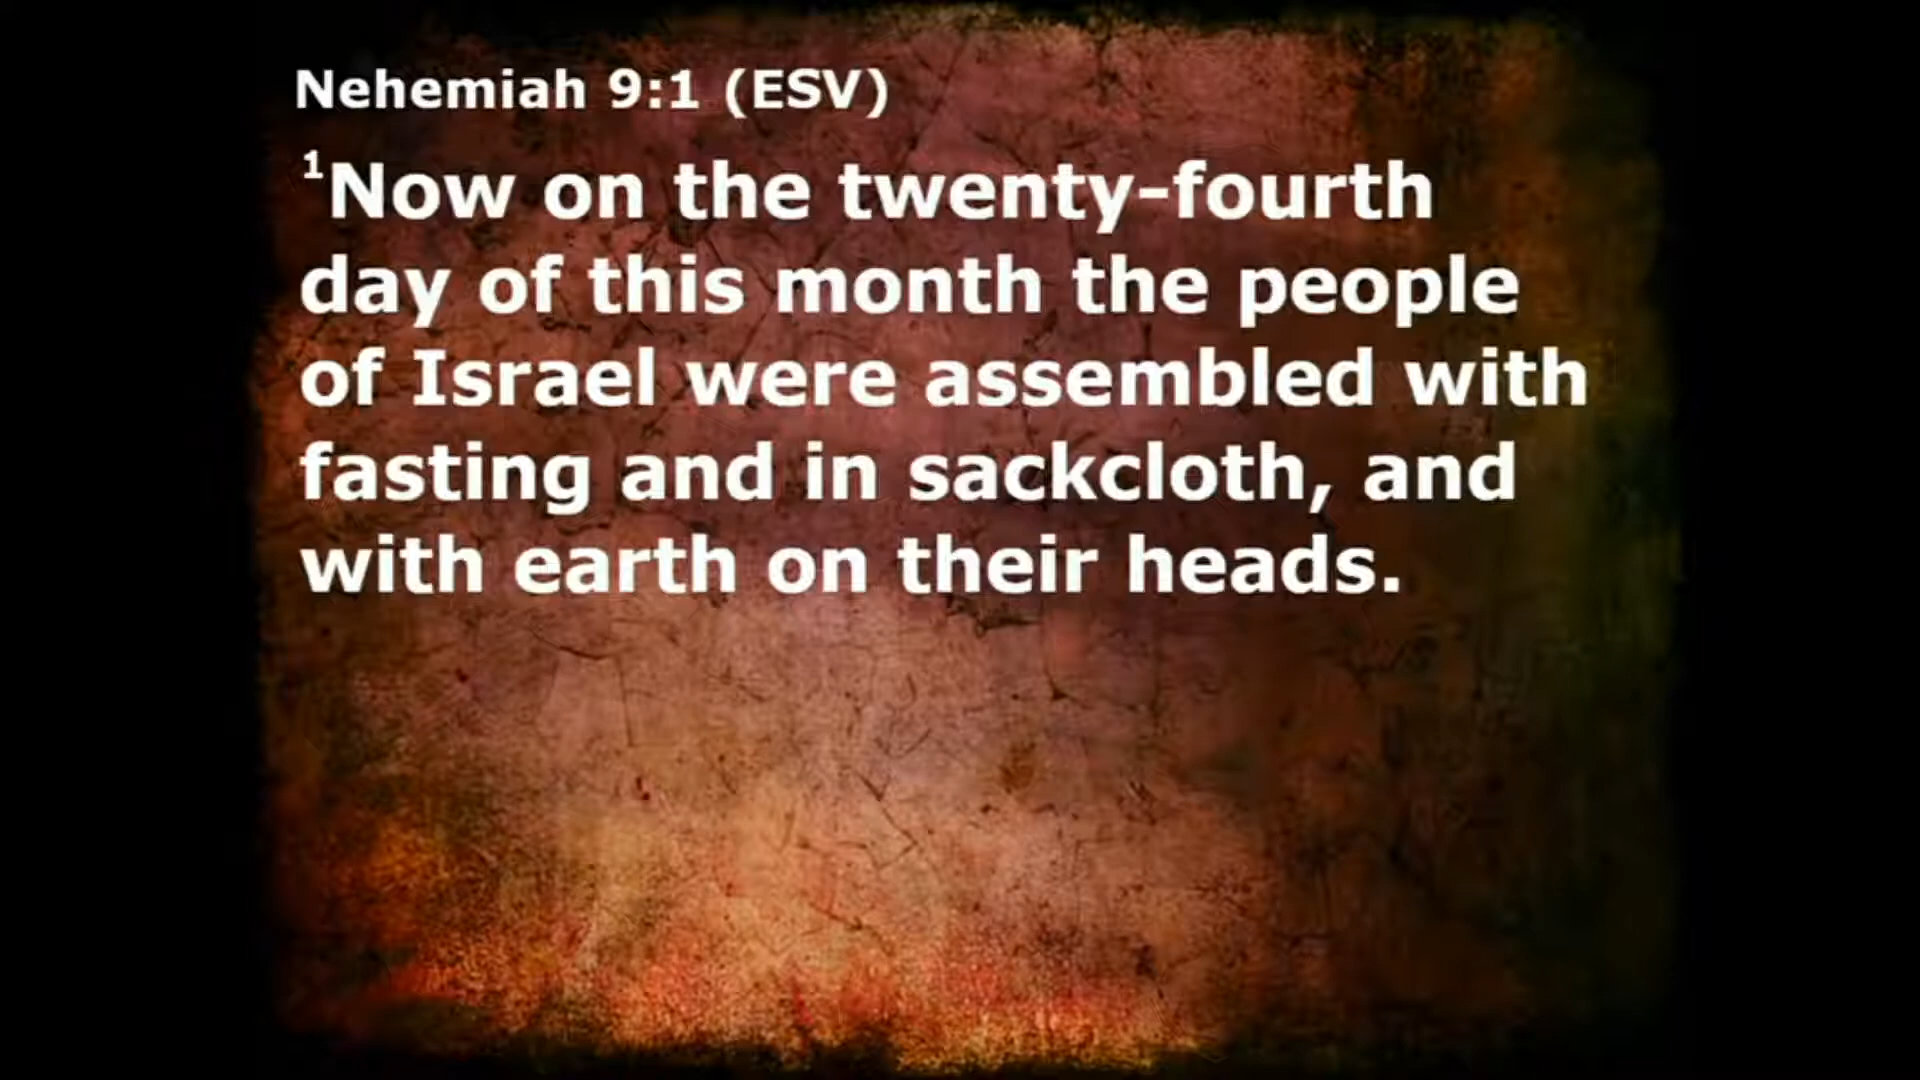 Nehemiah 9:1 (ESV)
1Now on the twenty-fourth
day of this month the people
of Israel were assembled with
fasting and in sackcloth, and
with earth on their heads.